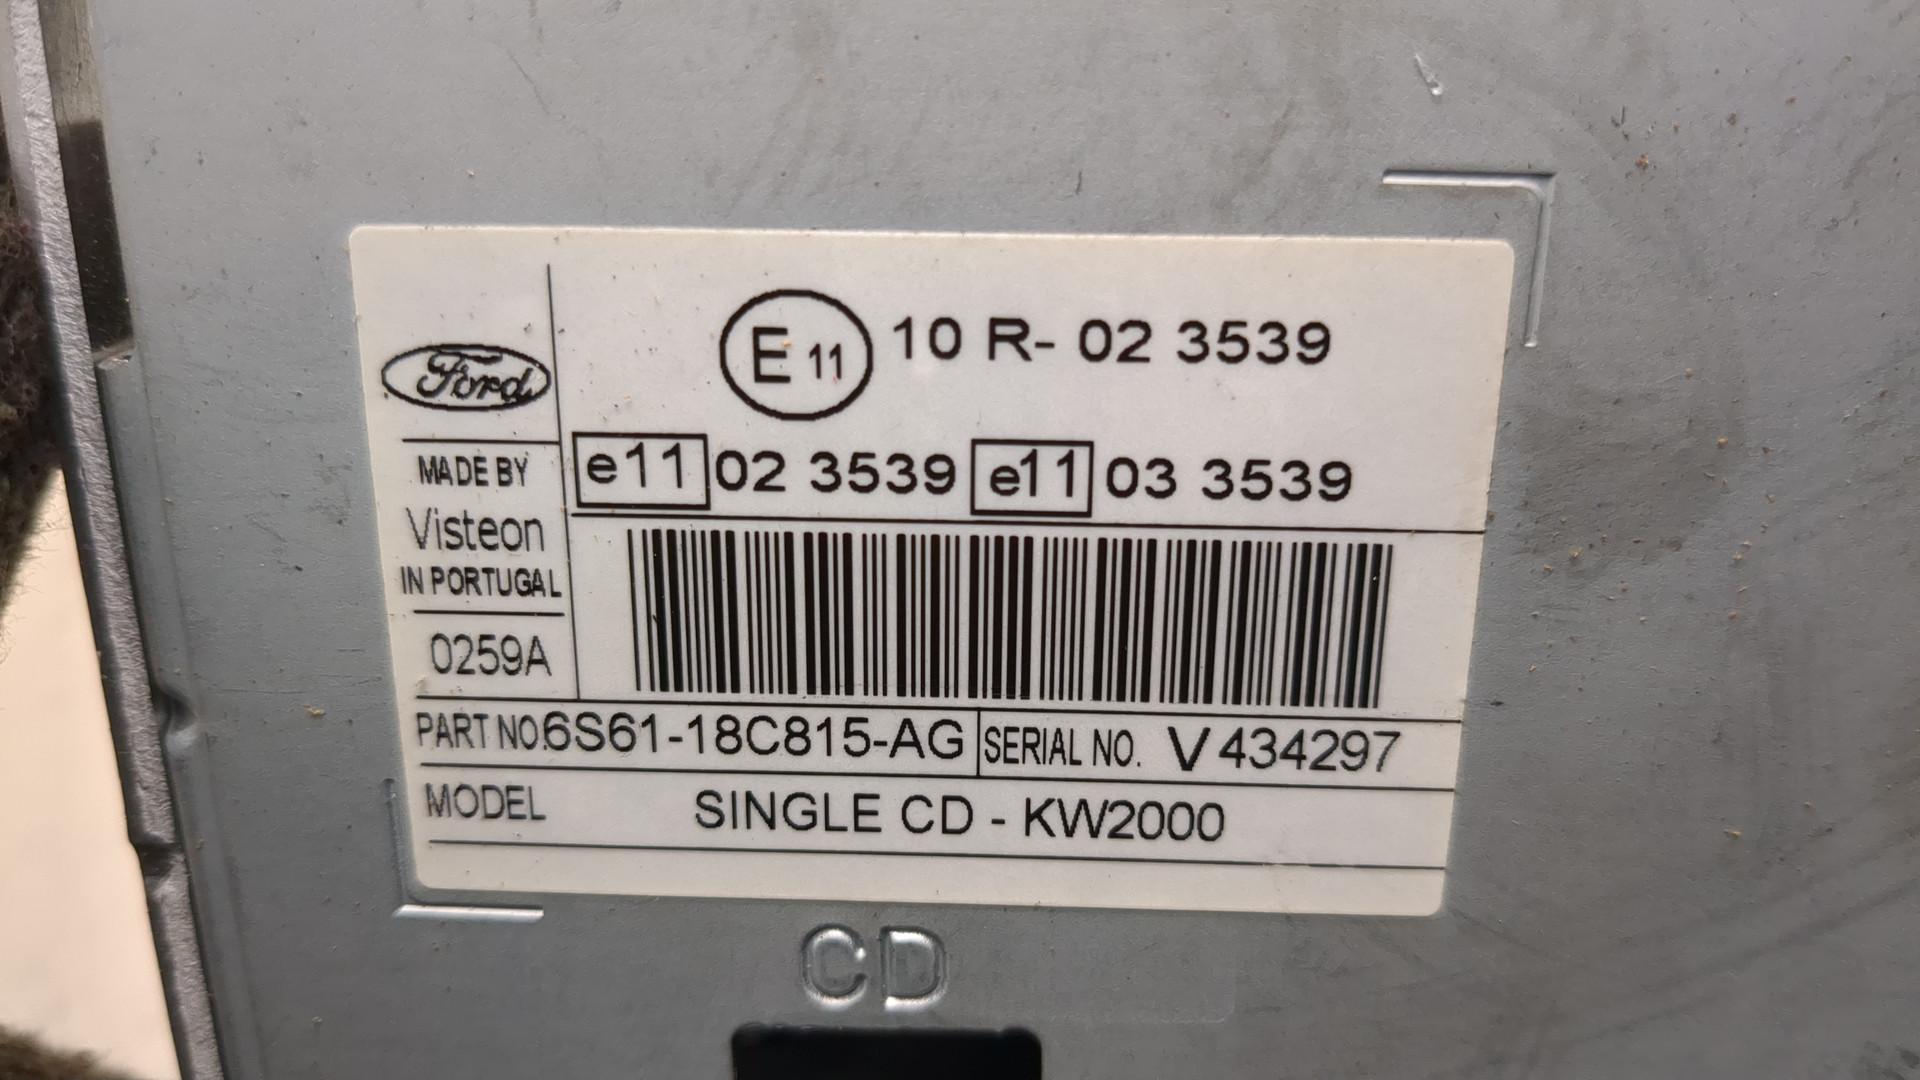 E 11 10 R- 02 3539
Ford
e11 02 3539 e11 03 3539
MADE BY
Visteon
IN PORTUGAL
0259A
PART NO. 6S61-18C815-AG SERIAL NO. V 434297
MODEL SINGLE CD - KW2000
CD